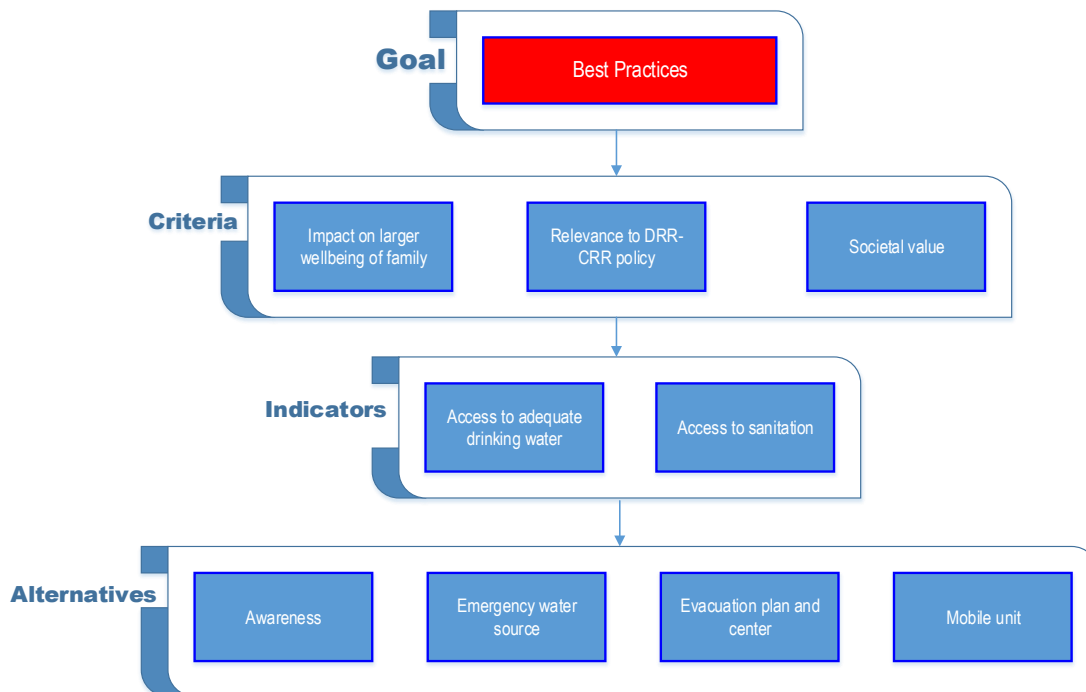 Goal
Best Practices
Criteria
Impact on larger
wellbeing of family
Relevance to DRR-
CRR policy
Societal value
Indicators
Access to adequate
drinking water
Access to sanitation
Alternatives
Awareness
Emergency water
source
Evacuation plan and
center
Mobile unit